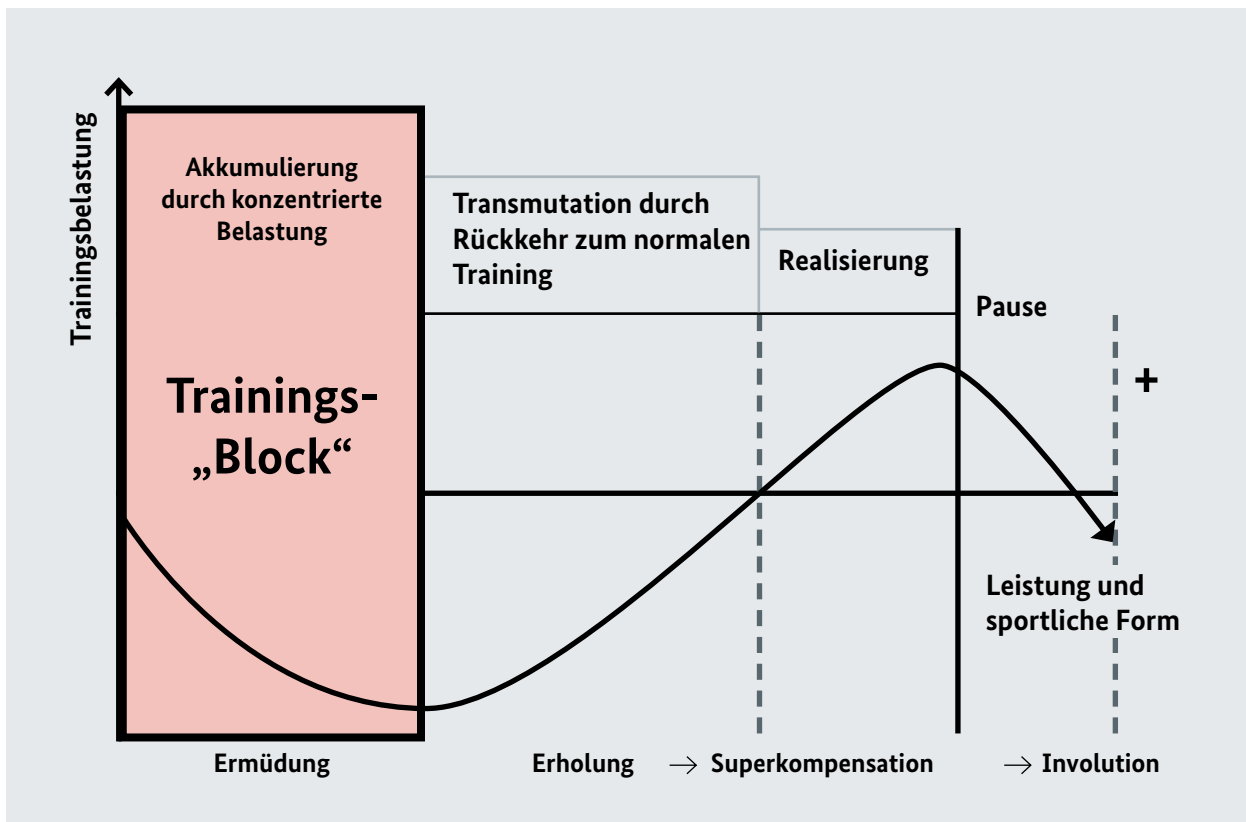 Trainingsbelastung
Akkumulierung
durch konzentrierte
Belastung
Trainings-
„Block“
Transmutation durch
Rückkehr zum normalen
Training
Realisierung
Pause
+
Leistung und
sportliche Form
Ermüdung
Erholung → Superkompensation → Involution